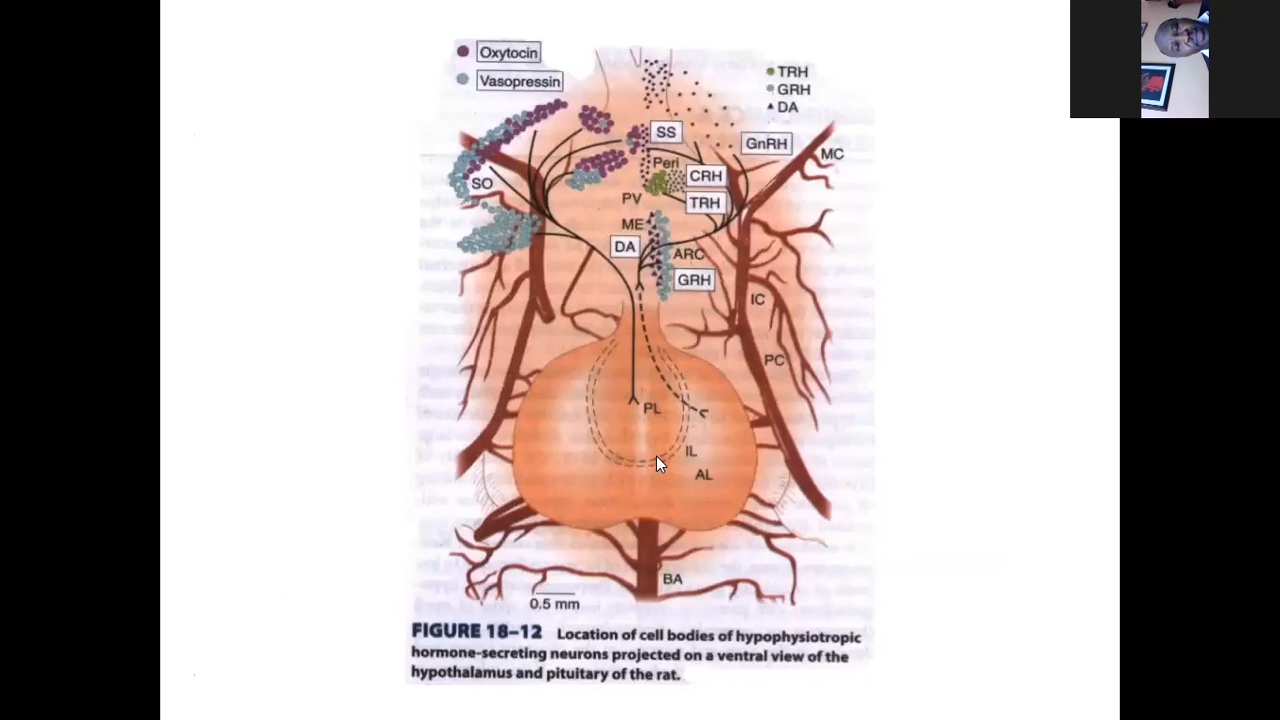 Oxytocin
Vasopressin
TRH
GRH
DA
SS
GnRH
MC
Peri
CRH
SO
PV
TRH
ME
DA
ARC
GRH
IC
PC
PL
IL
AL
BA
0.5 mm
FIGURE 18–12 Location of cell bodies of hypophysiotropic
hormone-secreting neurons projected on a ventral view of the
hypothalamus and pituitary of the rat.